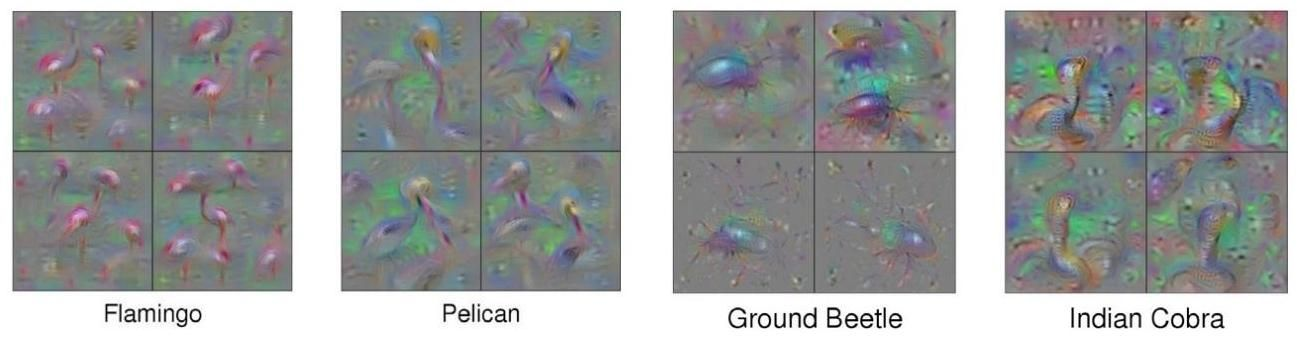 Flamingo
Pelican
Ground Beetle
Indian Cobra